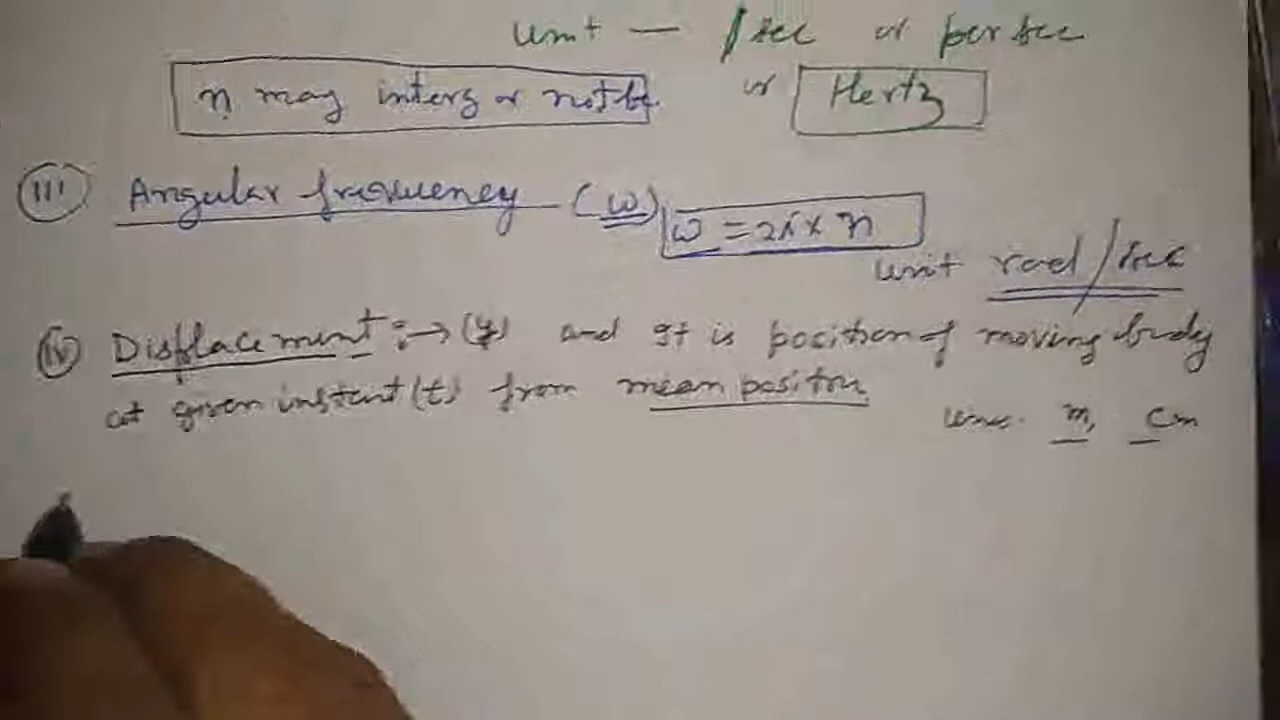 unit — /sec or per sec
n may interg or not be. or Hertz
(iii) Angular frequency (ω) ω = 2π × n
unit rad/sec
(iv) Displacement :→ (y) and It is position of moving body
at given instant (t) from mean position
m, cm